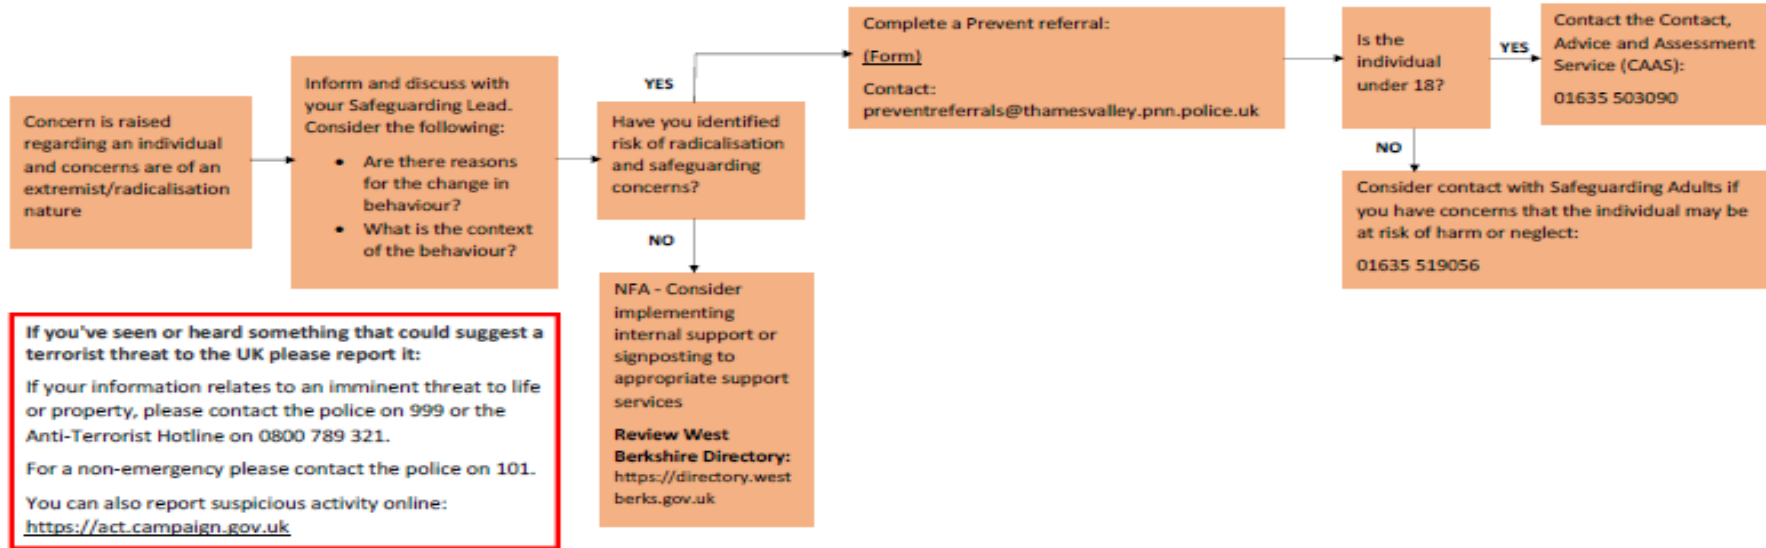 Concern is raised
regarding an individual
and concerns are of an
extremist/radicalisation
nature
Inform and discuss with
your Safeguarding Lead.
Consider the following:
• Are there reasons
for the change in
behaviour?
• What is the context
of the behaviour?
YES
Have you identified
risk of radicalisation
and safeguarding
concerns?
NO
NFA - Consider
implementing
internal support or
signposting to
appropriate support
services
Review West
Berkshire Directory:
https://directory.west
berks.gov.uk
Complete a Prevent referral:
(Form)
Contact:
preventreferrals@thamesvalley.pnn.police.uk
Is the
individual
under 18?
YES
Contact the Contact,
Advice and Assessment
Service (CAAS):
01635 503090
NO
Consider contact with Safeguarding Adults if
you have concerns that the individual may be
at risk of harm or neglect:
01635 519056
If you've seen or heard something that could suggest a
terrorist threat to the UK please report it:
If your information relates to an imminent threat to life
or property, please contact the police on 999 or the
Anti-Terrorist Hotline on 0800 789 321.
For a non-emergency please contact the police on 101.
You can also report suspicious activity online:
https://act.campaign.gov.uk